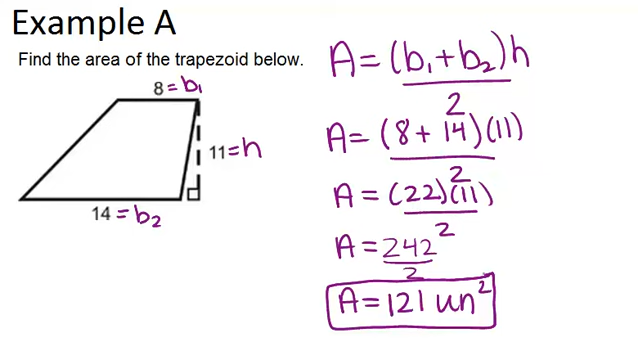 Example A
Find the area of the trapezoid below.
8 = b₁
11 = h
14 = b₂
A = (b₁ + b₂)h
2
A = (8 + 14)(11)
2
A = (22)(11)
2
A = 242
2
A = 121 un²